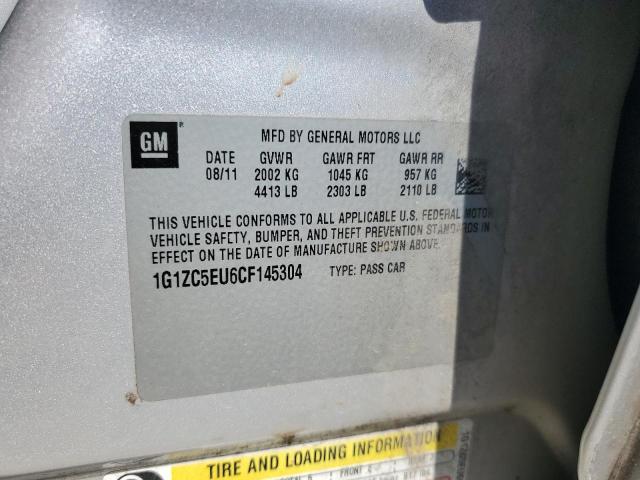 GM
MFD BY GENERAL MOTORS LLC
DATE GVWR GAWR FRT GAWR RR
08/11 2002 KG 1045 KG 957 KG
4413 LB 2303 LB 2110 LB
THIS VEHICLE CONFORMS TO ALL APPLICABLE U.S. FEDERAL MOTOR
VEHICLE SAFETY, BUMPER, AND THEFT PREVENTION STANDARDS IN
EFFECT ON THE DATE OF MANUFACTURE SHOWN ABOVE.
1G1ZC5EU6CF145304 TYPE: PASS CAR
TIRE AND LOADING INFORMATION
FRONT